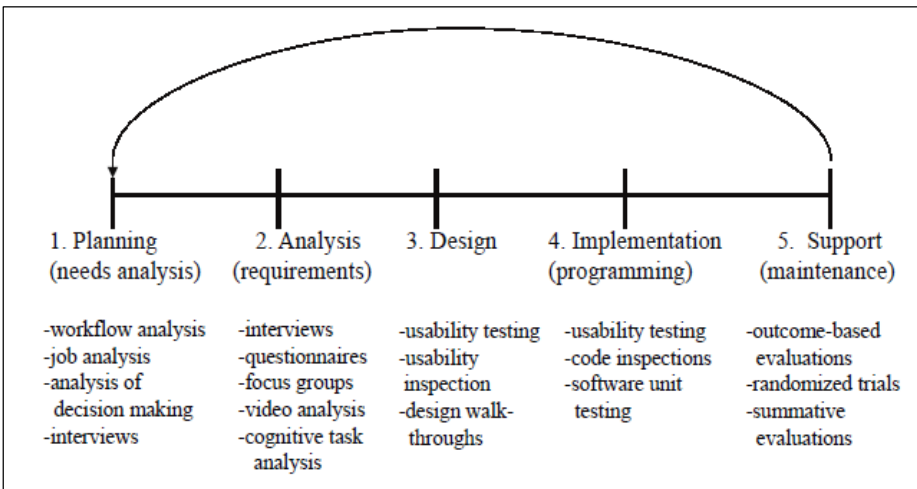 1. Planning
(needs analysis)
2. Analysis
(requirements)
3. Design
4. Implementation
(programming)
5. Support
(maintenance)
-workflow analysis
-job analysis
-analysis of
decision making
-interviews
-interviews
-questionnaires
-focus groups
-video analysis
-cognitive task
analysis
-usability testing
-usability
inspection
-design walk-
throughs
-usability testing
-code inspections
-software unit
testing
-outcome-based
evaluations
-randomized trials
-summative
evaluations